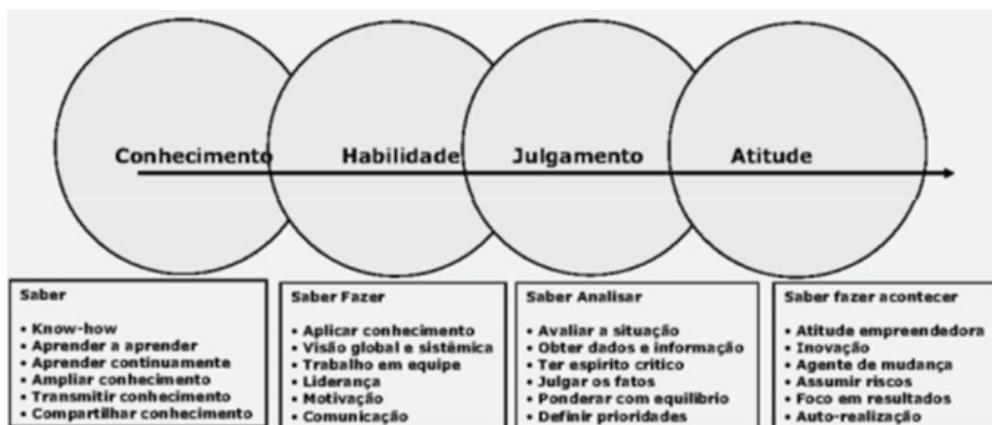 Conhecimento Habilidade Julgamento Atitude
Saber
• Know-how
• Aprender a aprender
• Aprender continuamente
• Ampliar conhecimento
• Transmitir conhecimento
• Compartilhar conhecimento
Saber Fazer
• Aplicar conhecimento
• Visão global e sistêmica
• Trabalho em equipe
• Liderança
• Motivação
• Comunicação
Saber Analisar
• Avaliar a situação
• Obter dados e informação
• Ter espirito critico
• Julgar os fatos
• Ponderar com equilibrio
• Definir prioridades
Saber fazer acontecer
• Atitude empreendedora
• Inovação
• Agente de mudança
• Assumir riscos
• Foco em resultados
• Auto-realização